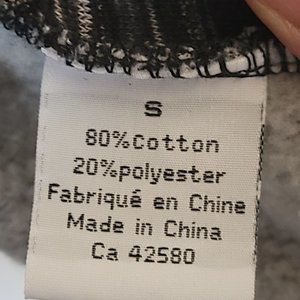 S
80%Cotton
20%polyester
Fabriqué en Chine
Made in China
Ca 42580